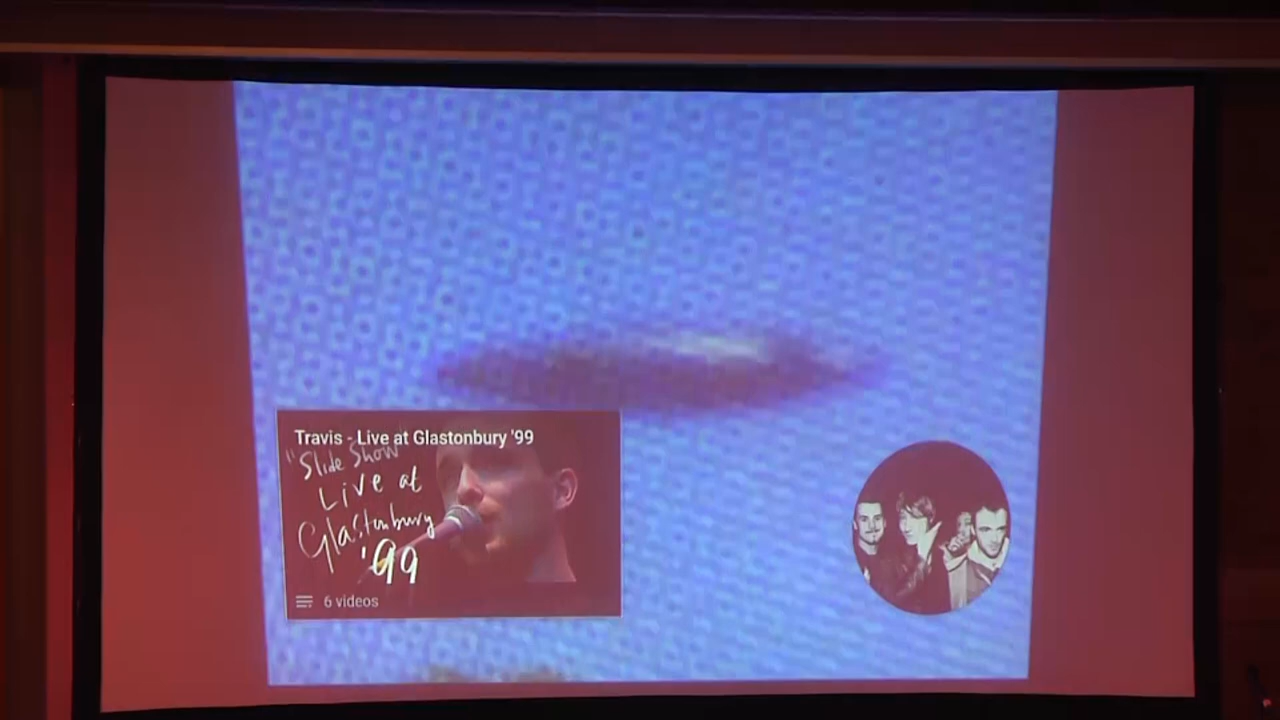 Travis - Live at Glastonbury '99
"Slide Show"
Live at
Glastonbury
'99
6 videos